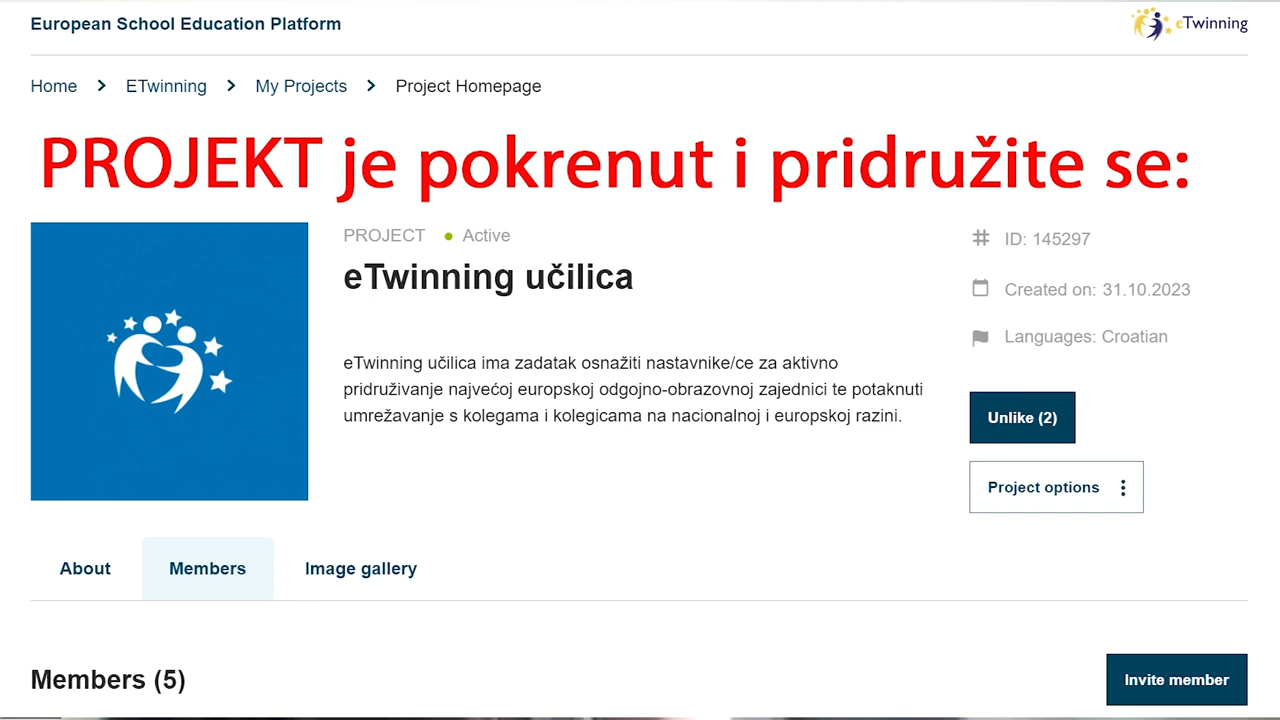 European School Education Platform
eTwinning
Home > ETwinning > My Projects > Project Homepage
PROJEKT je pokrenut i pridružite se:
PROJECT • Active
eTwinning učilica
eTwinning učilica ima zadatak osnažiti nastavnike/ce za aktivno
pridruživanje najvećoj europskoj odgojno-obrazovnoj zajednici te potaknuti
umrežavanje s kolegama i kolegicama na nacionalnoj i europskoj razini.
# ID: 145297
Created on: 31.10.2023
Languages: Croatian
Unlike (2)
Project options
About Members Image gallery
Members (5)
Invite member